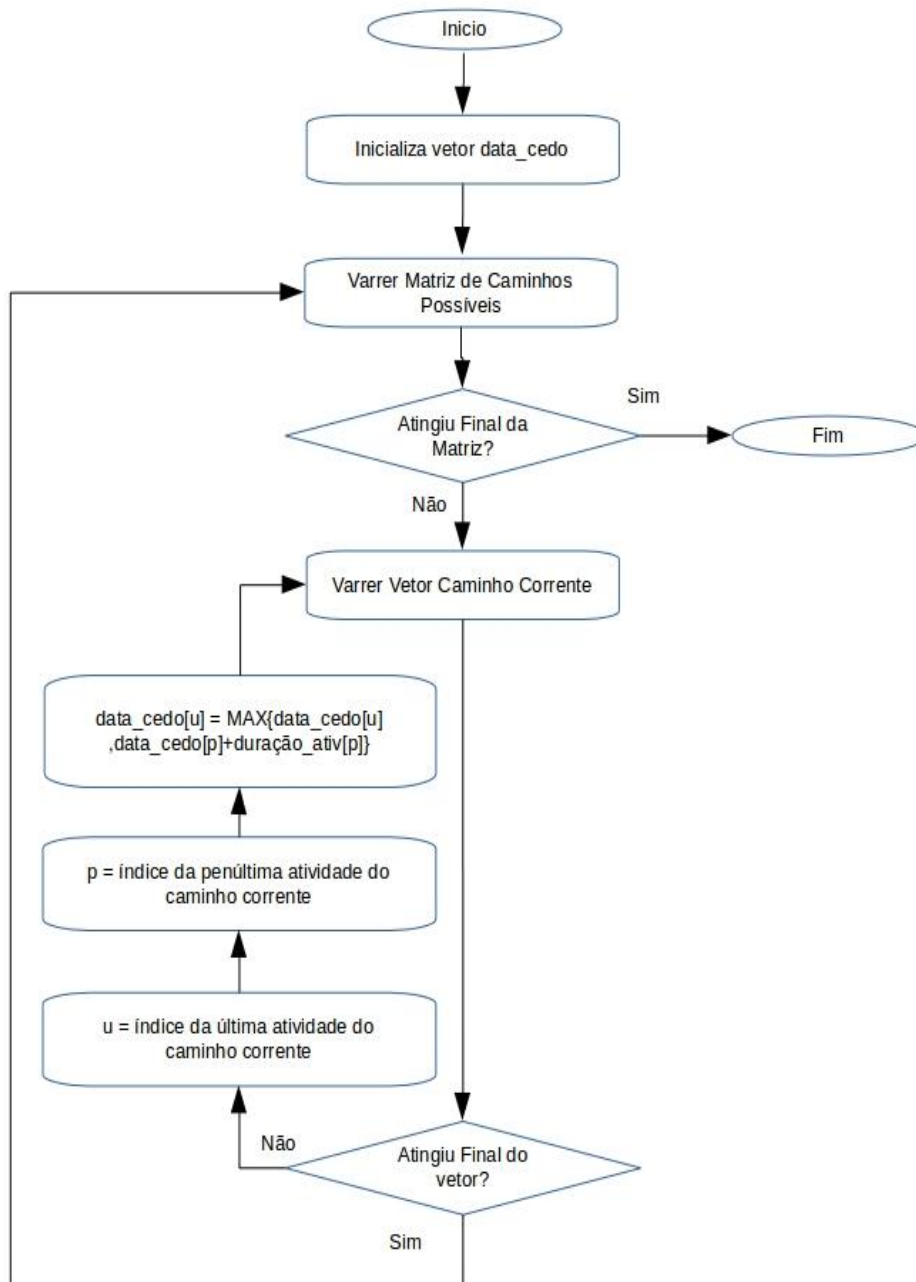 Inicio
Inicializa vetor data_cedo
Varrer Matriz de Caminhos
Possíveis
Atingiu Final da
Matriz?
Sim
Fim
Não
Varrer Vetor Caminho Corrente
data_cedo[u] = MAX{data_cedo[u]
,data_cedo[p]+duração_ativ[p]}
p = índice da penúltima atividade do
caminho corrente
u = índice da última atividade do
caminho corrente
Não
Atingiu Final do
vetor?
Sim